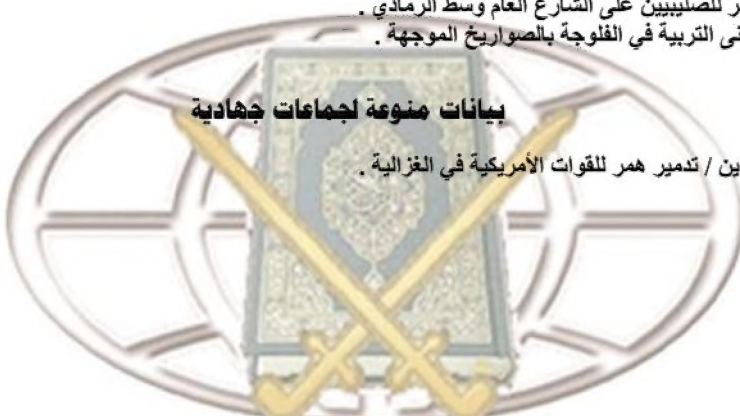 ر للصليبيين على الشارع العام وسط الرمادي .
نى التربية في الفلوجة بالصواريخ الموجهة .
بيانات منوعة لجماعات جهادية
ين / تدمير همر للقوات الأمريكية في الغزالية .